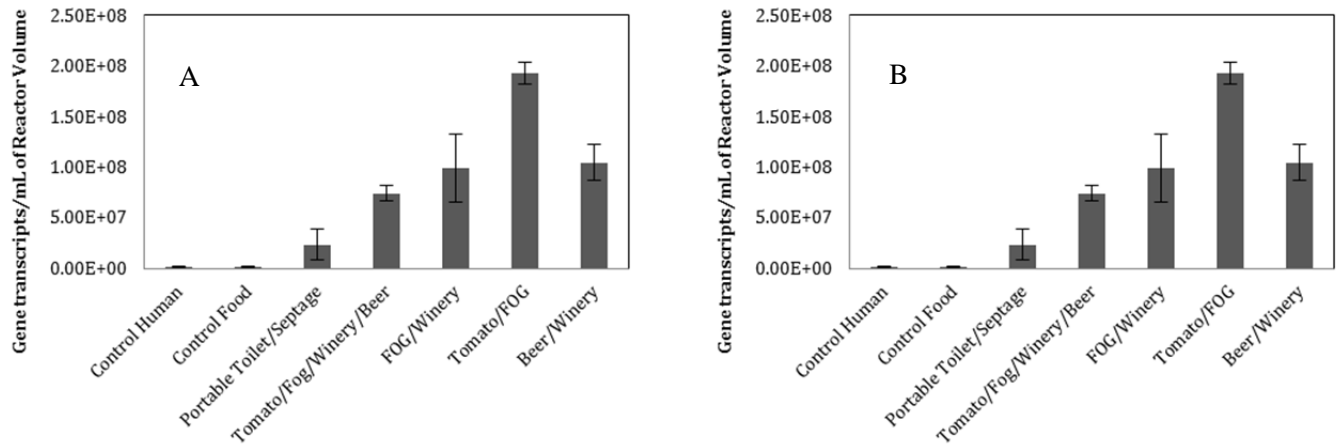 Gene transcripts/mL of Reactor Volume
2.50E+08
2.00E+08
1.50E+08
1.00E+08
5.00E+07
0.00E+00
A
Control Human
Control Food
Portable Toilet/Septage
Tomato/Fog/Winery/Beer
FOG/Winery
Tomato/FOG
Beer/Winery
Gene transcripts/mL of Reactor Volume
2.50E+08
2.00E+08
1.50E+08
1.00E+08
5.00E+07
0.00E+00
B
Control Human
Control Food
Portable Toilet/Septage
Tomato/Fog/Winery/Beer
FOG/Winery
Tomato/FOG
Beer/Winery